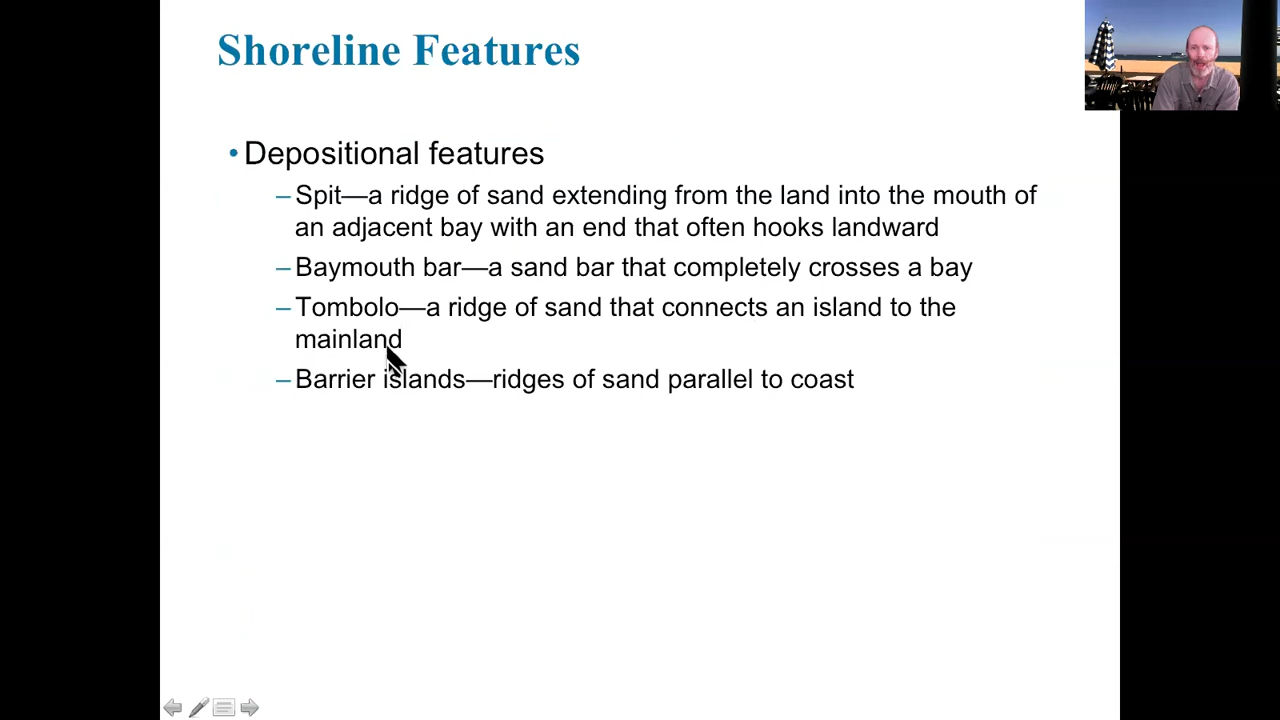 Shoreline Features
• Depositional features
– Spit—a ridge of sand extending from the land into the mouth of
an adjacent bay with an end that often hooks landward
– Baymouth bar—a sand bar that completely crosses a bay
– Tombolo—a ridge of sand that connects an island to the
mainland
– Barrier islands—ridges of sand parallel to coast